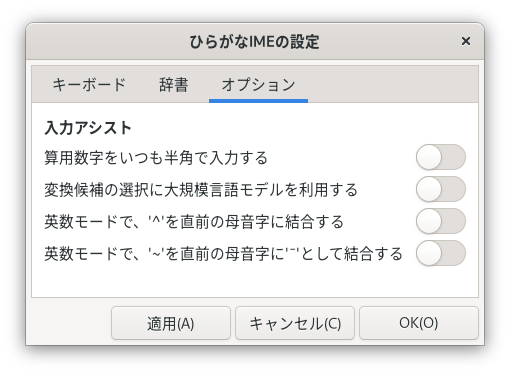 ひらがなIMEの設定
×
キーボード 辞書 オプション
入力アシスト
算用数字をいつも半角で入力する
変換候補の選択に大規模言語モデルを利用する
英数モードで、'^'を直前の母音字に結合する
英数モードで、'~'を直前の母音字に'¯'として結合する
適用(A) キャンセル(C) OK(O)